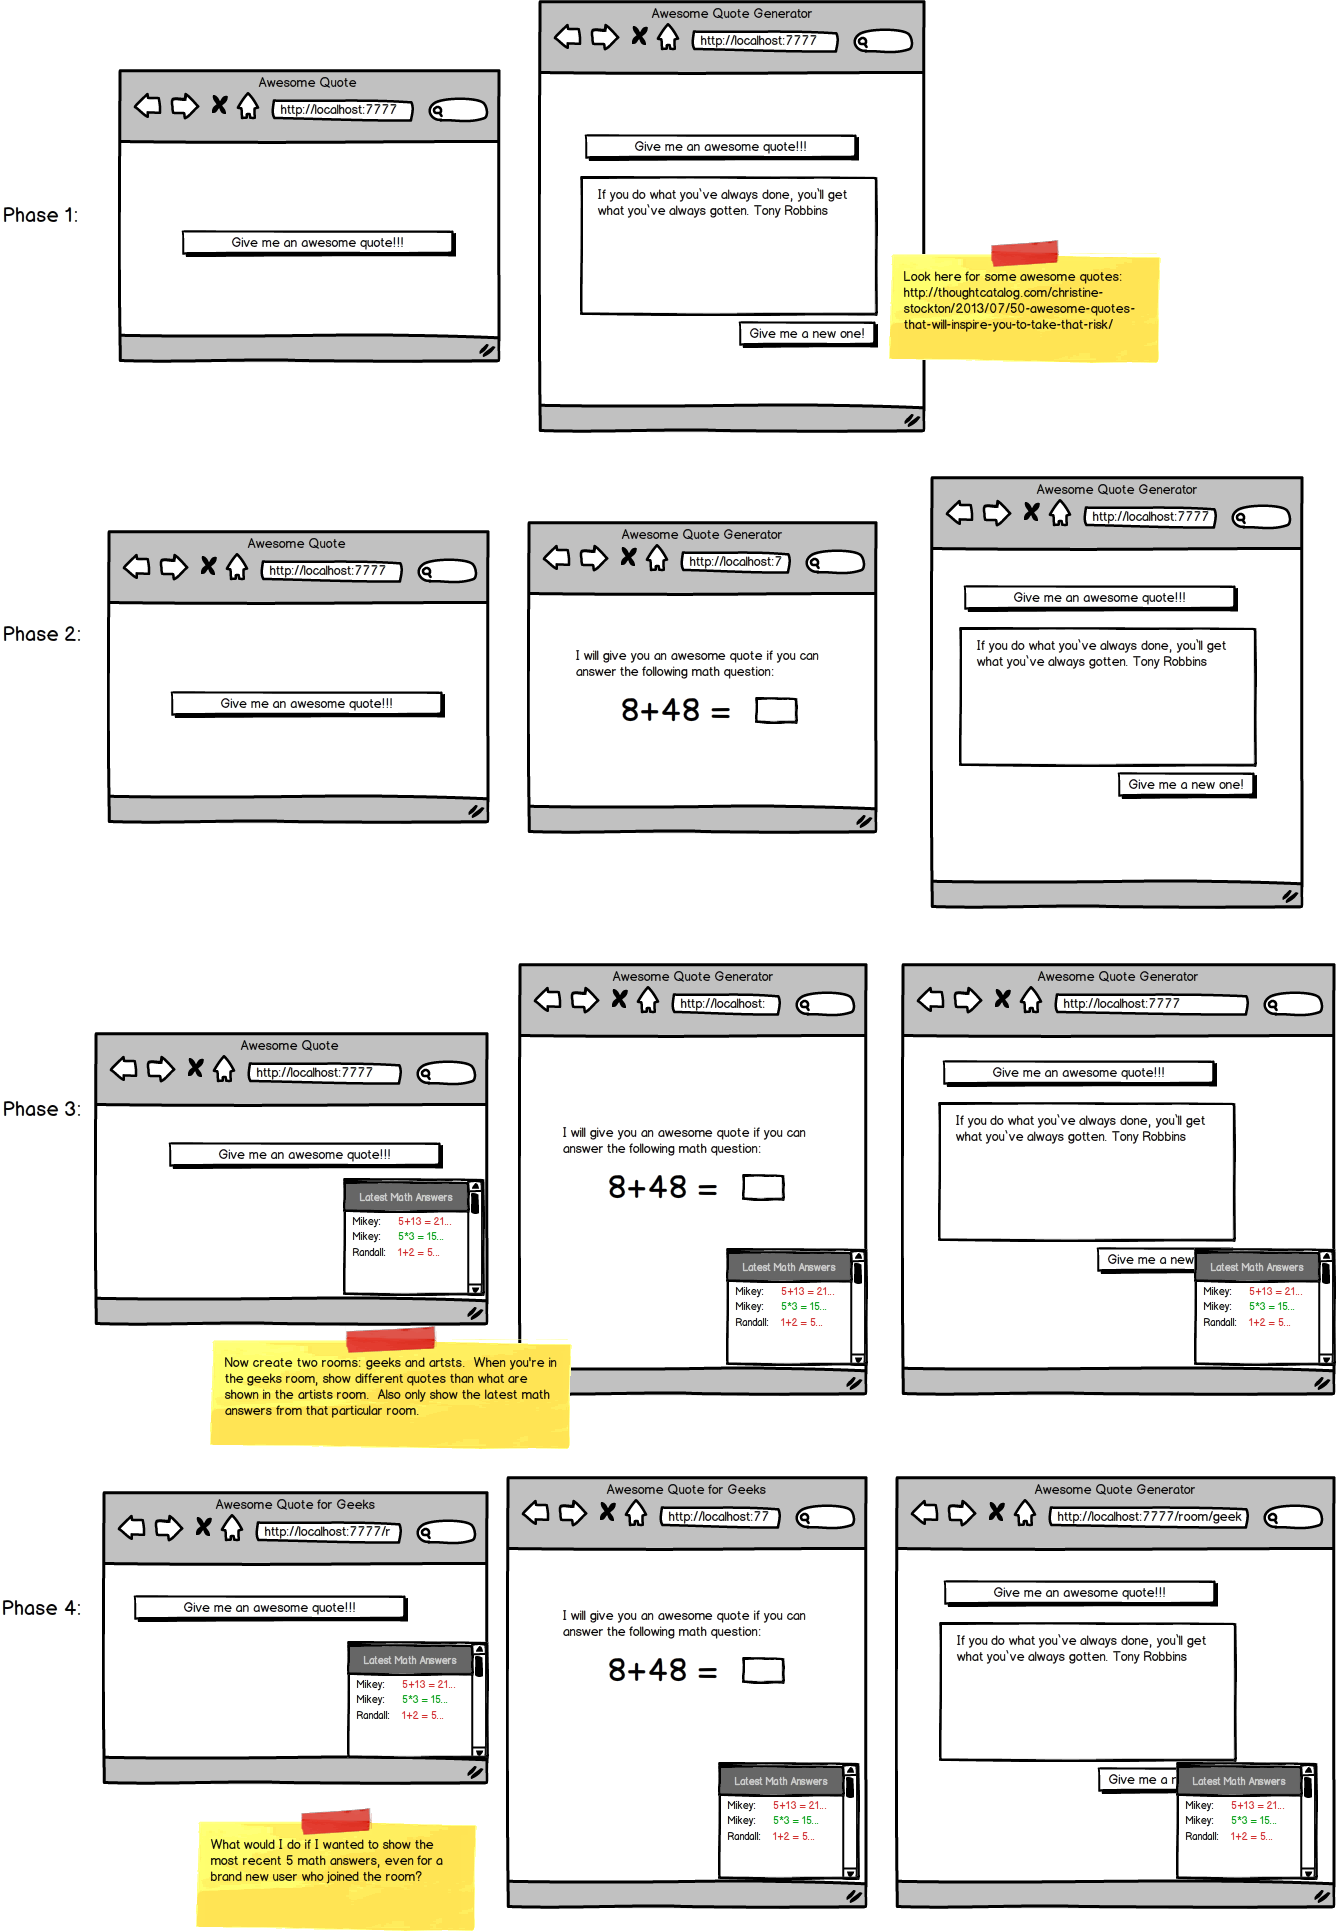 Phase 1:
Awesome Quote
http://localhost:7777
Give me an awesome quote!!!
Awesome Quote Generator
http://localhost:7777
Give me an awesome quote!!!
If you do what you`ve always done, you`ll get
what you`ve always gotten. Tony Robbins
Give me a new one!
Look here for some awesome quotes:
http://thoughtcatalog.com/christine-
stockton/2013/07/50-awesome-quotes-
that-will-inspire-you-to-take-that-risk/
Phase 2:
Awesome Quote
http://localhost:7777
Give me an awesome quote!!!
Awesome Quote Generator
http://localhost:7
I will give you an awesome quote if you can
answer the following math question:
8+48 =
Awesome Quote Generator
http://localhost:7777
Give me an awesome quote!!!
If you do what you`ve always done, you`ll get
what you`ve always gotten. Tony Robbins
Give me a new one!
Phase 3:
Awesome Quote
http://localhost:7777
Give me an awesome quote!!!
Latest Math Answers
Mikey: 5+13 = 21...
Mikey: 5*3 = 15...
Randall: 1+2 = 5...
Now create two rooms: geeks and artsts. When you're in
the geeks room, show different quotes than what are
shown in the artists room. Also only show the latest math
answers from that particular room.
Awesome Quote Generator
http://localhost:
I will give you an awesome quote if you can
answer the following math question:
8+48 =
Latest Math Answers
Mikey: 5+13 = 21...
Mikey: 5*3 = 15...
Randall: 1+2 = 5...
Awesome Quote Generator
http://localhost:7777
Give me an awesome quote!!!
If you do what you`ve always done, you`ll get
what you`ve always gotten. Tony Robbins
Give me a new
Latest Math Answers
Mikey: 5+13 = 21...
Mikey: 5*3 = 15...
Randall: 1+2 = 5...
Phase 4:
Awesome Quote for Geeks
http://localhost:7777/r
Give me an awesome quote!!!
Latest Math Answers
Mikey: 5+13 = 21...
Mikey: 5*3 = 15...
Randall: 1+2 = 5...
What would I do if I wanted to show the
most recent 5 math answers, even for a
brand new user who joined the room?
Awesome Quote for Geeks
http://localhost:77
I will give you an awesome quote if you can
answer the following math question:
8+48 =
Latest Math Answers
Mikey: 5+13 = 21...
Mikey: 5*3 = 15...
Randall: 1+2 = 5...
Awesome Quote Generator
http://localhost:7777/room/geek
Give me an awesome quote!!!
If you do what you`ve always done, you`ll get
what you`ve always gotten. Tony Robbins
Give me a n
Latest Math Answers
Mikey: 5+13 = 21...
Mikey: 5*3 = 15...
Randall: 1+2 = 5...